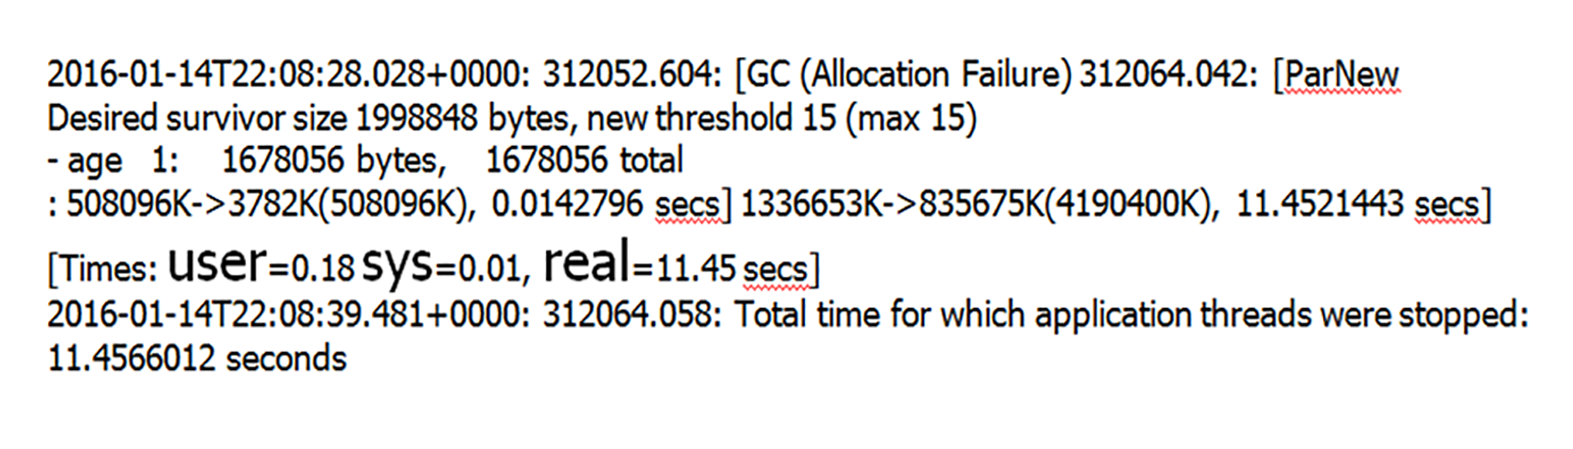 2016-01-14T22:08:28.028+0000: 312052.604: [GC (Allocation Failure) 312064.042: [ParNew
Desired survivor size 1998848 bytes, new threshold 15 (max 15)
- age   1:    1678056 bytes,    1678056 total
: 508096K->3782K(508096K), 0.0142796 secs] 1336653K->835675K(4190400K), 11.4521443 secs]
[Times: user=0.18 sys=0.01, real=11.45 secs]
2016-01-14T22:08:39.481+0000: 312064.058: Total time for which application threads were stopped:
11.4566012 seconds